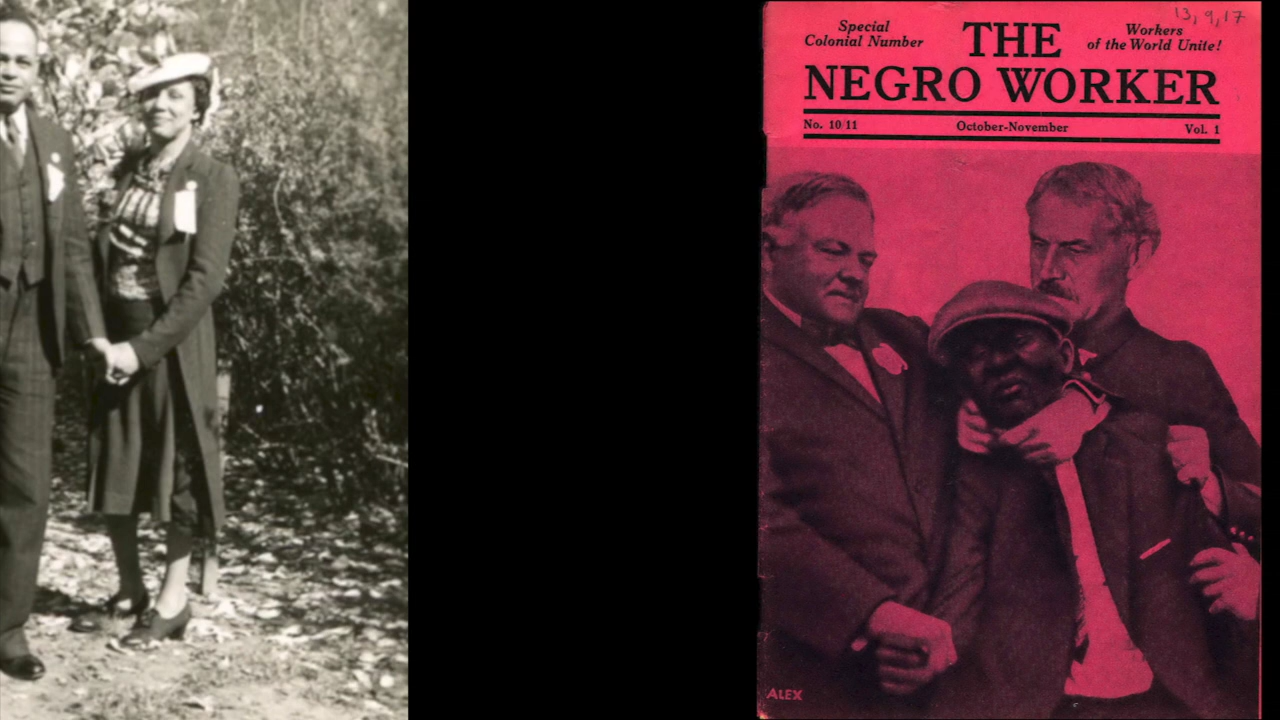 13, 9, 17
Special
Colonial Number
THE
Workers
of the World Unite!
NEGRO WORKER
No. 10/11 October-November Vol. 1
ALEX